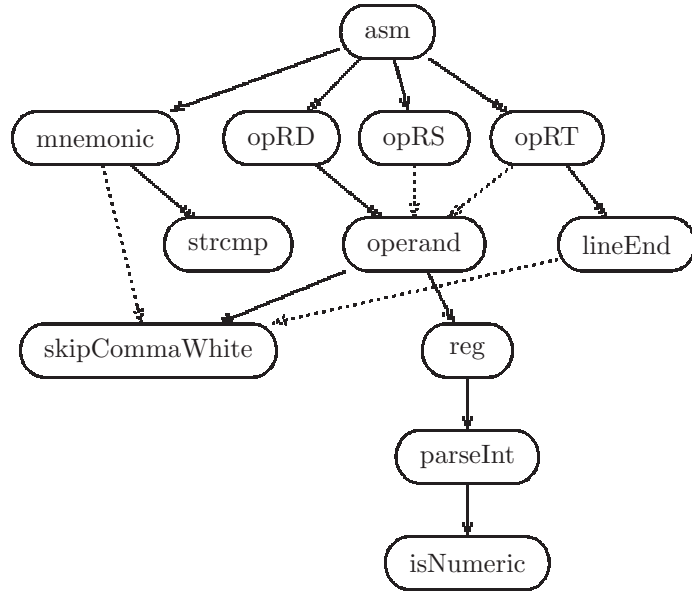 asm
mnemonic
opRD
opRS
opRT
strcmp
operand
lineEnd
skipCommaWhite
reg
parseInt
isNumeric